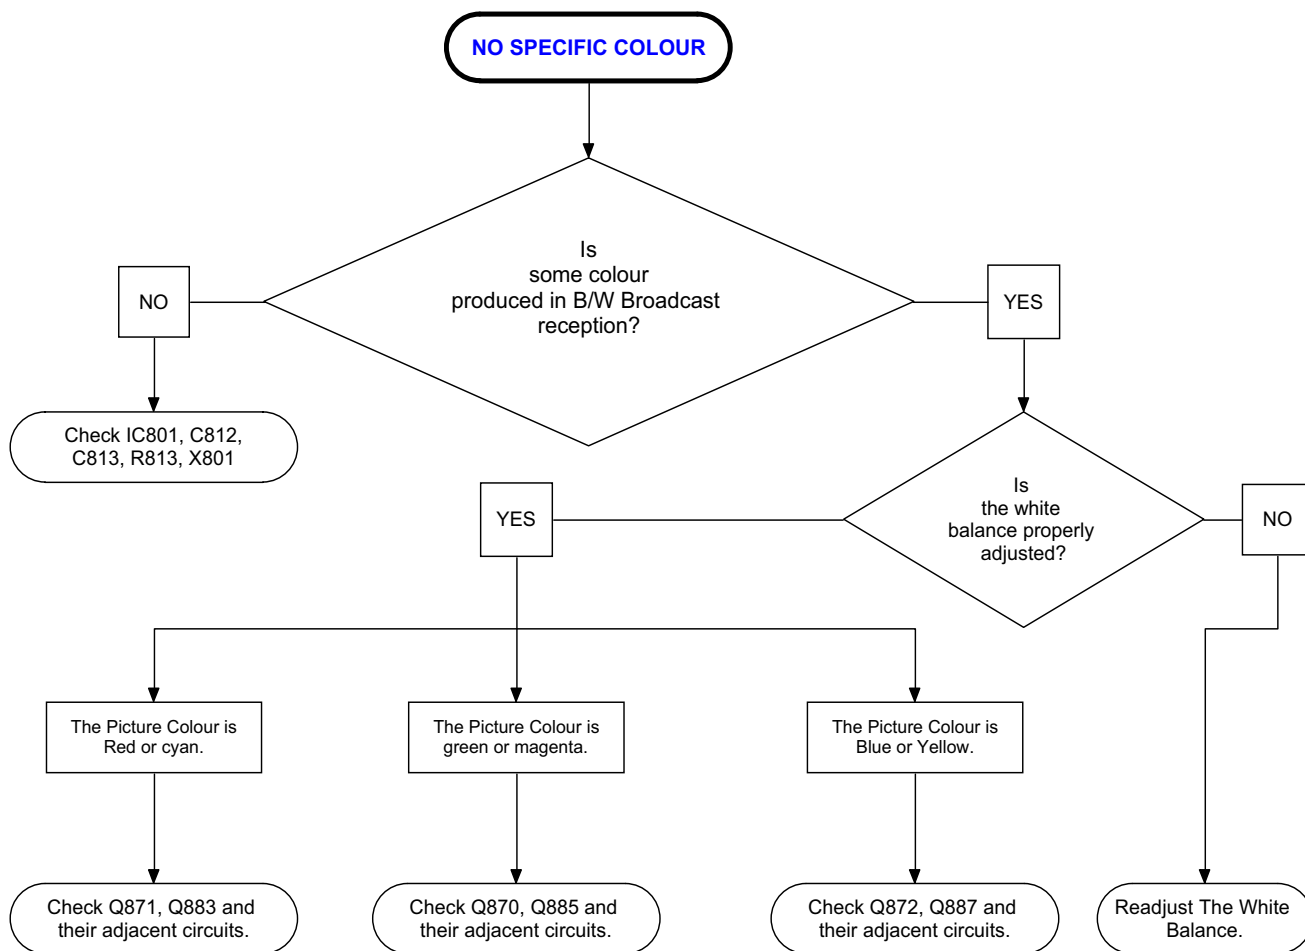 NO SPECIFIC COLOUR
Is
some colour
produced in B/W Broadcast
reception?
NO
YES
Check IC801, C812,
C813, R813, X801
Is
the white
balance properly
adjusted?
YES
NO
The Picture Colour is
Red or cyan.
The Picture Colour is
green or magenta.
The Picture Colour is
Blue or Yellow.
Check Q871, Q883 and
their adjacent circuits.
Check Q870, Q885 and
their adjacent circuits.
Check Q872, Q887 and
their adjacent circuits.
Readjust The White
Balance.